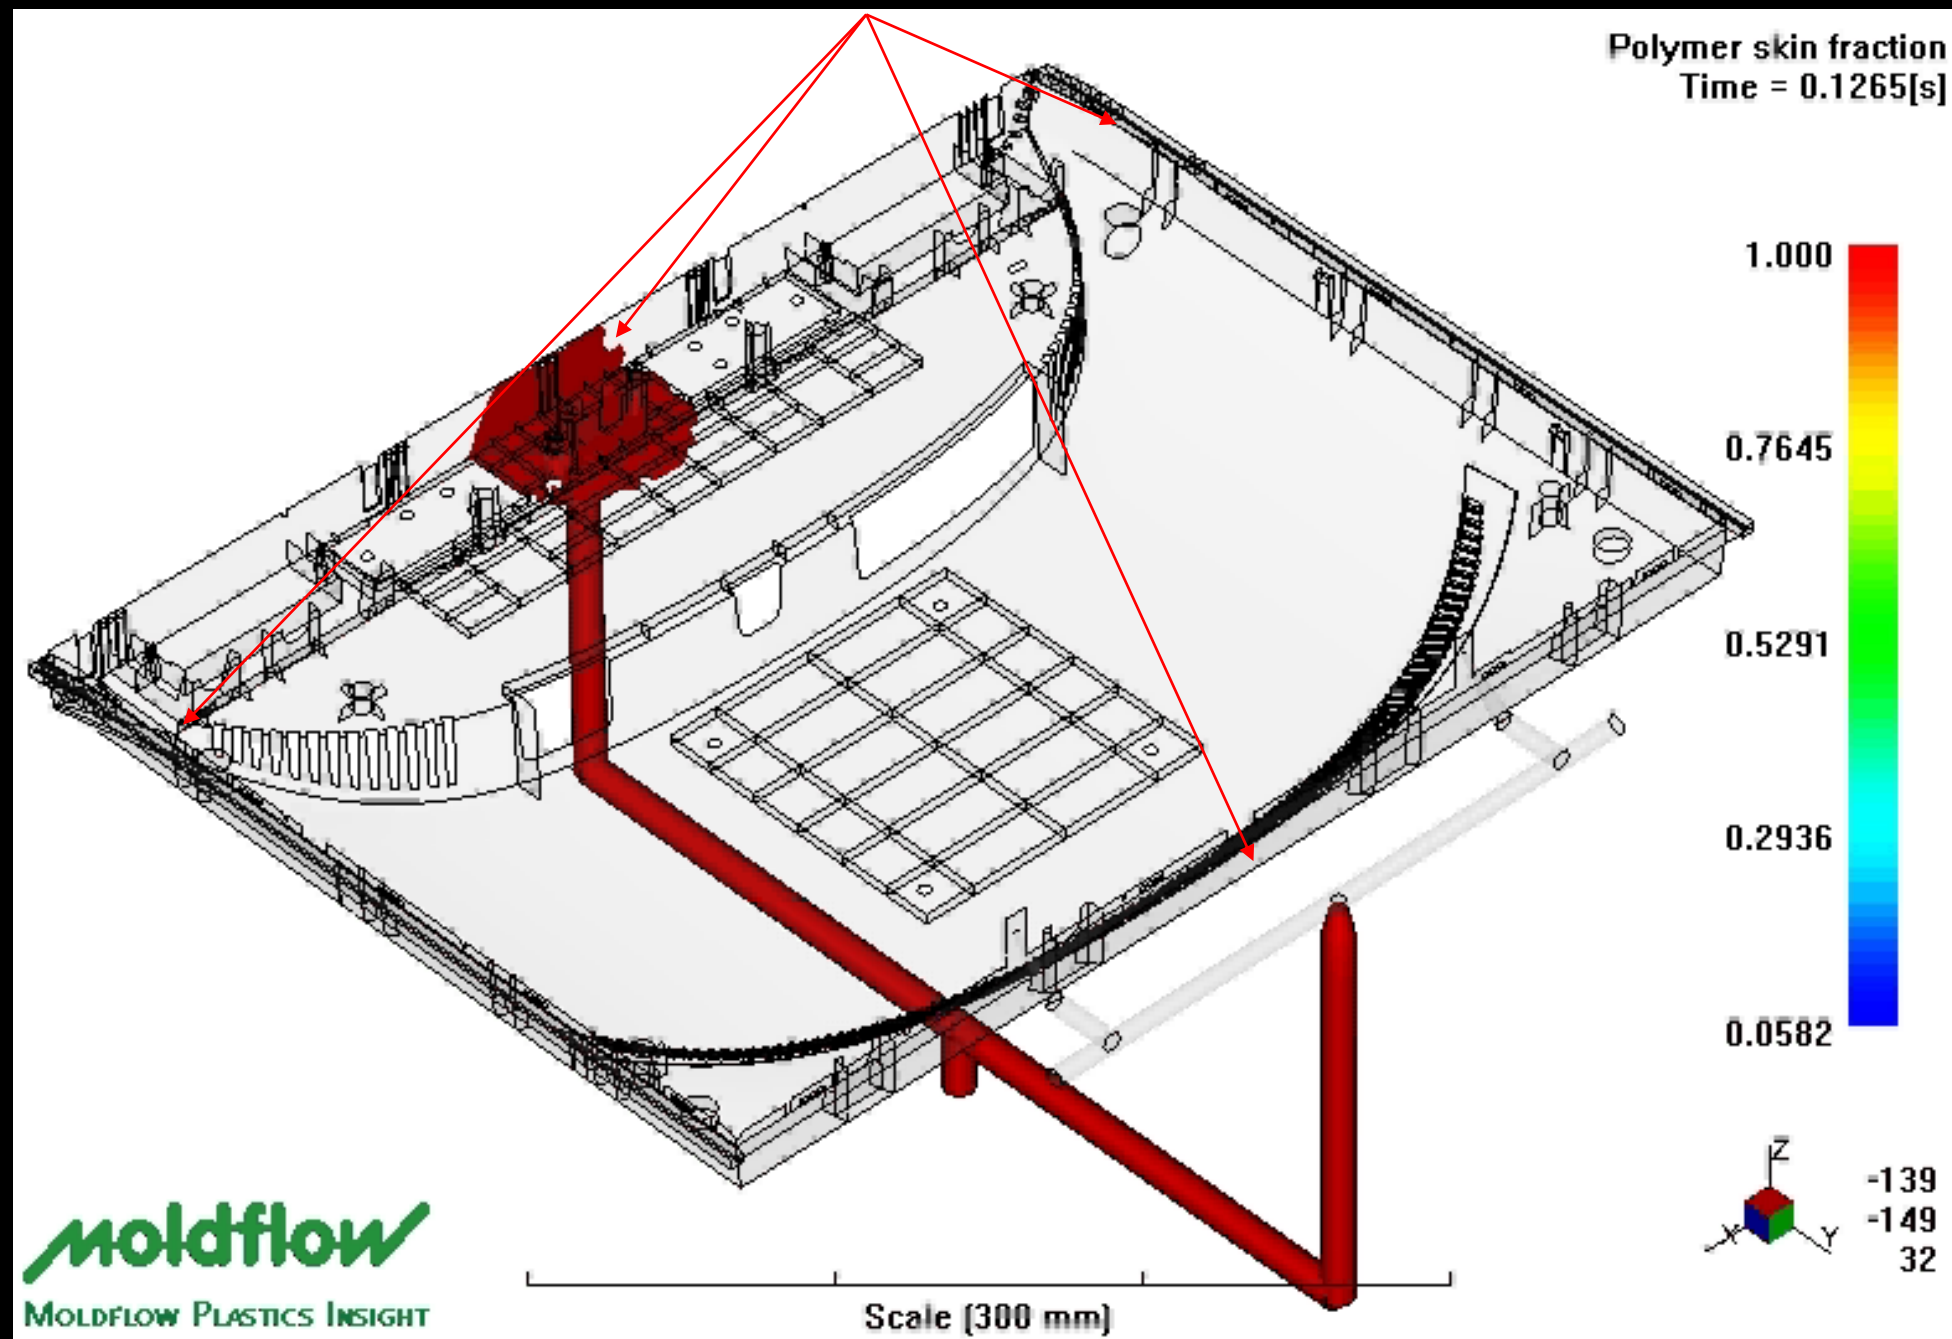 Polymer skin fraction
Time = 0.1265[s]
1.000
0.7645
0.5291
0.2936
0.0582
Z
X
Y
-139
-149
32
moldflow
MOLDFLOW PLASTICS INSIGHT
Scale (300 mm)